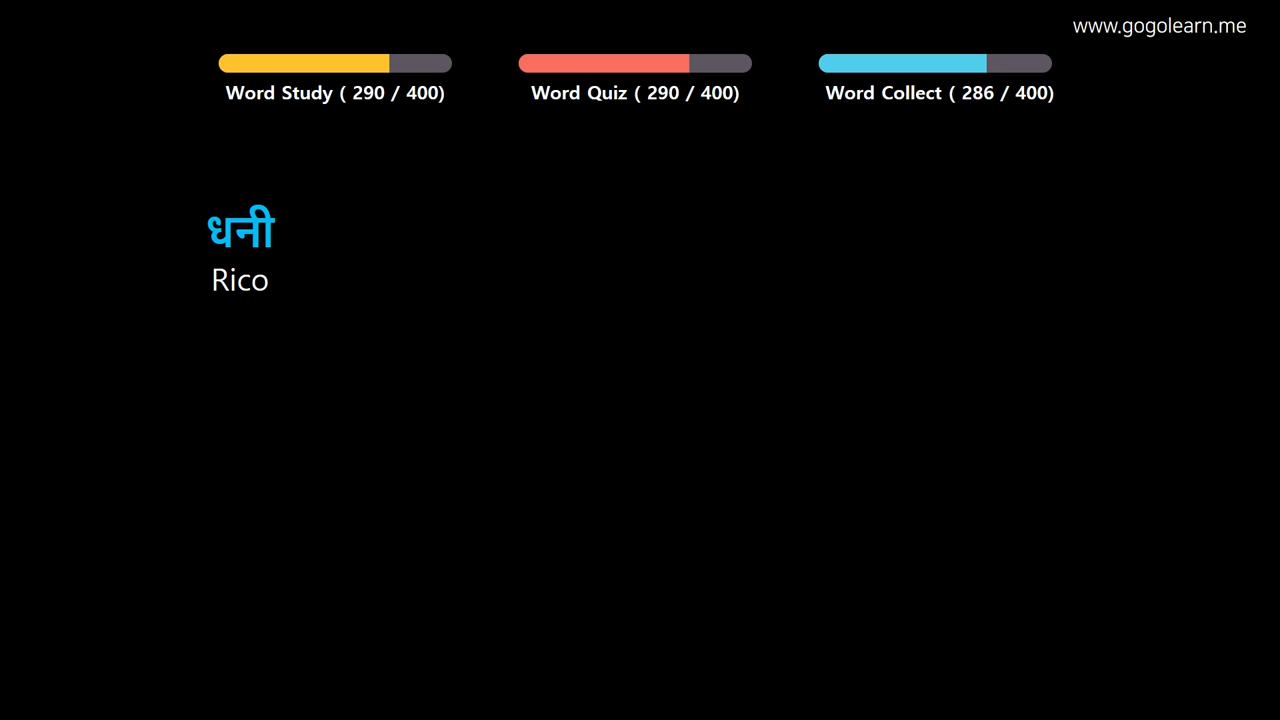 www.gogolearn.me
Word Study ( 290 / 400)
Word Quiz ( 290 / 400)
Word Collect ( 286 / 400)
धनी
Rico